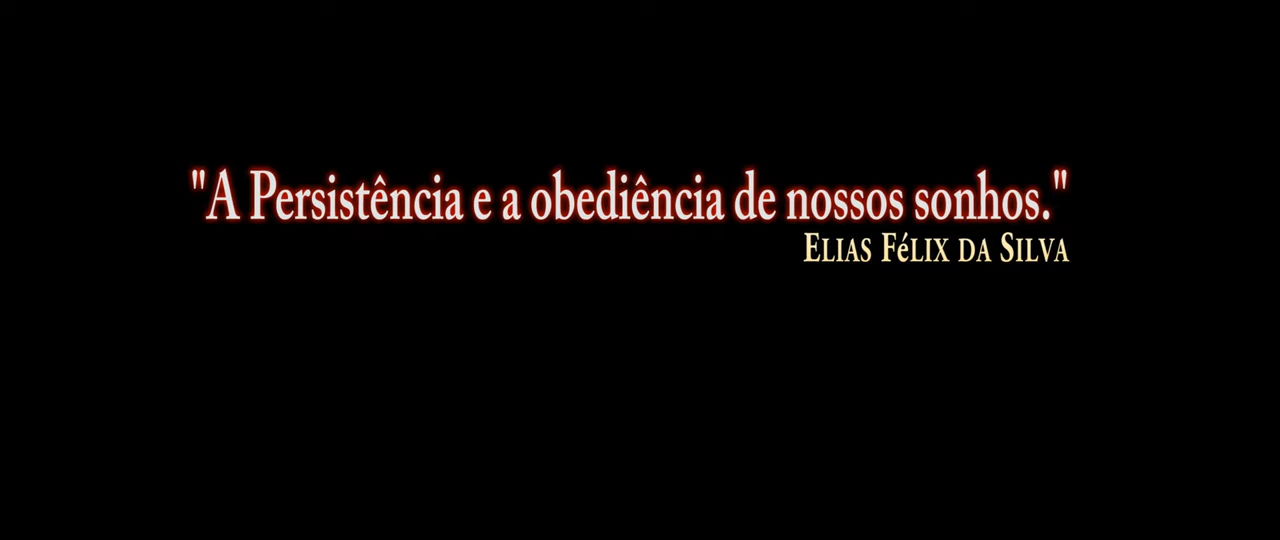 "A Persistência e a obediência de nossos sonhos."
ELIAS FéLIX DA SILVA